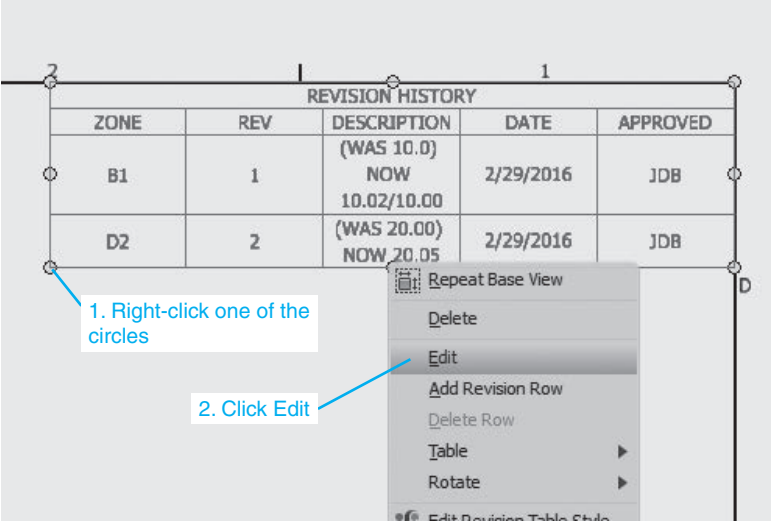 2 1
REVISION HISTORY
ZONE REV DESCRIPTION DATE APPROVED
(WAS 10.0)
B1 1 NOW 2/29/2016 JDB
10.02/10.00
(WAS 20.00)
D2 2 NOW 20.05 2/29/2016 JDB
Repeat Base View
D
1. Right-click one of the
circles
Delete
Edit
2. Click Edit
Add Revision Row
Delete Row
Table
Rotate
Edit Revision Table Style